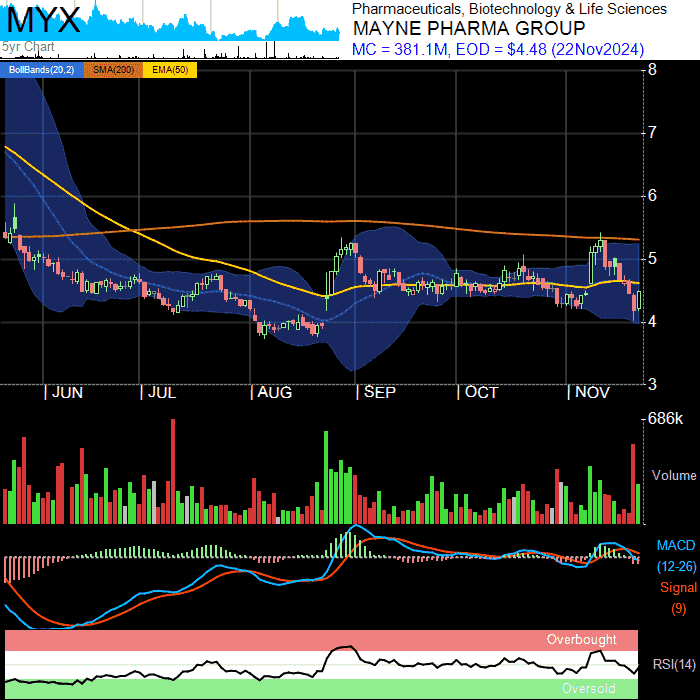 MYX
5yr Chart
Pharmaceuticals, Biotechnology & Life Sciences
MAYNE PHARMA GROUP
MC = 381.1M, EOD = $4.48 (22Nov2024)
BollBands(20,2) SMA(200) EMA(50)
8
7
6
5
4
3
JUN JUL AUG SEP OCT NOV
686k
Volume
MACD
(12-26)
Signal
(9)
Overbought
RSI(14)
Oversold